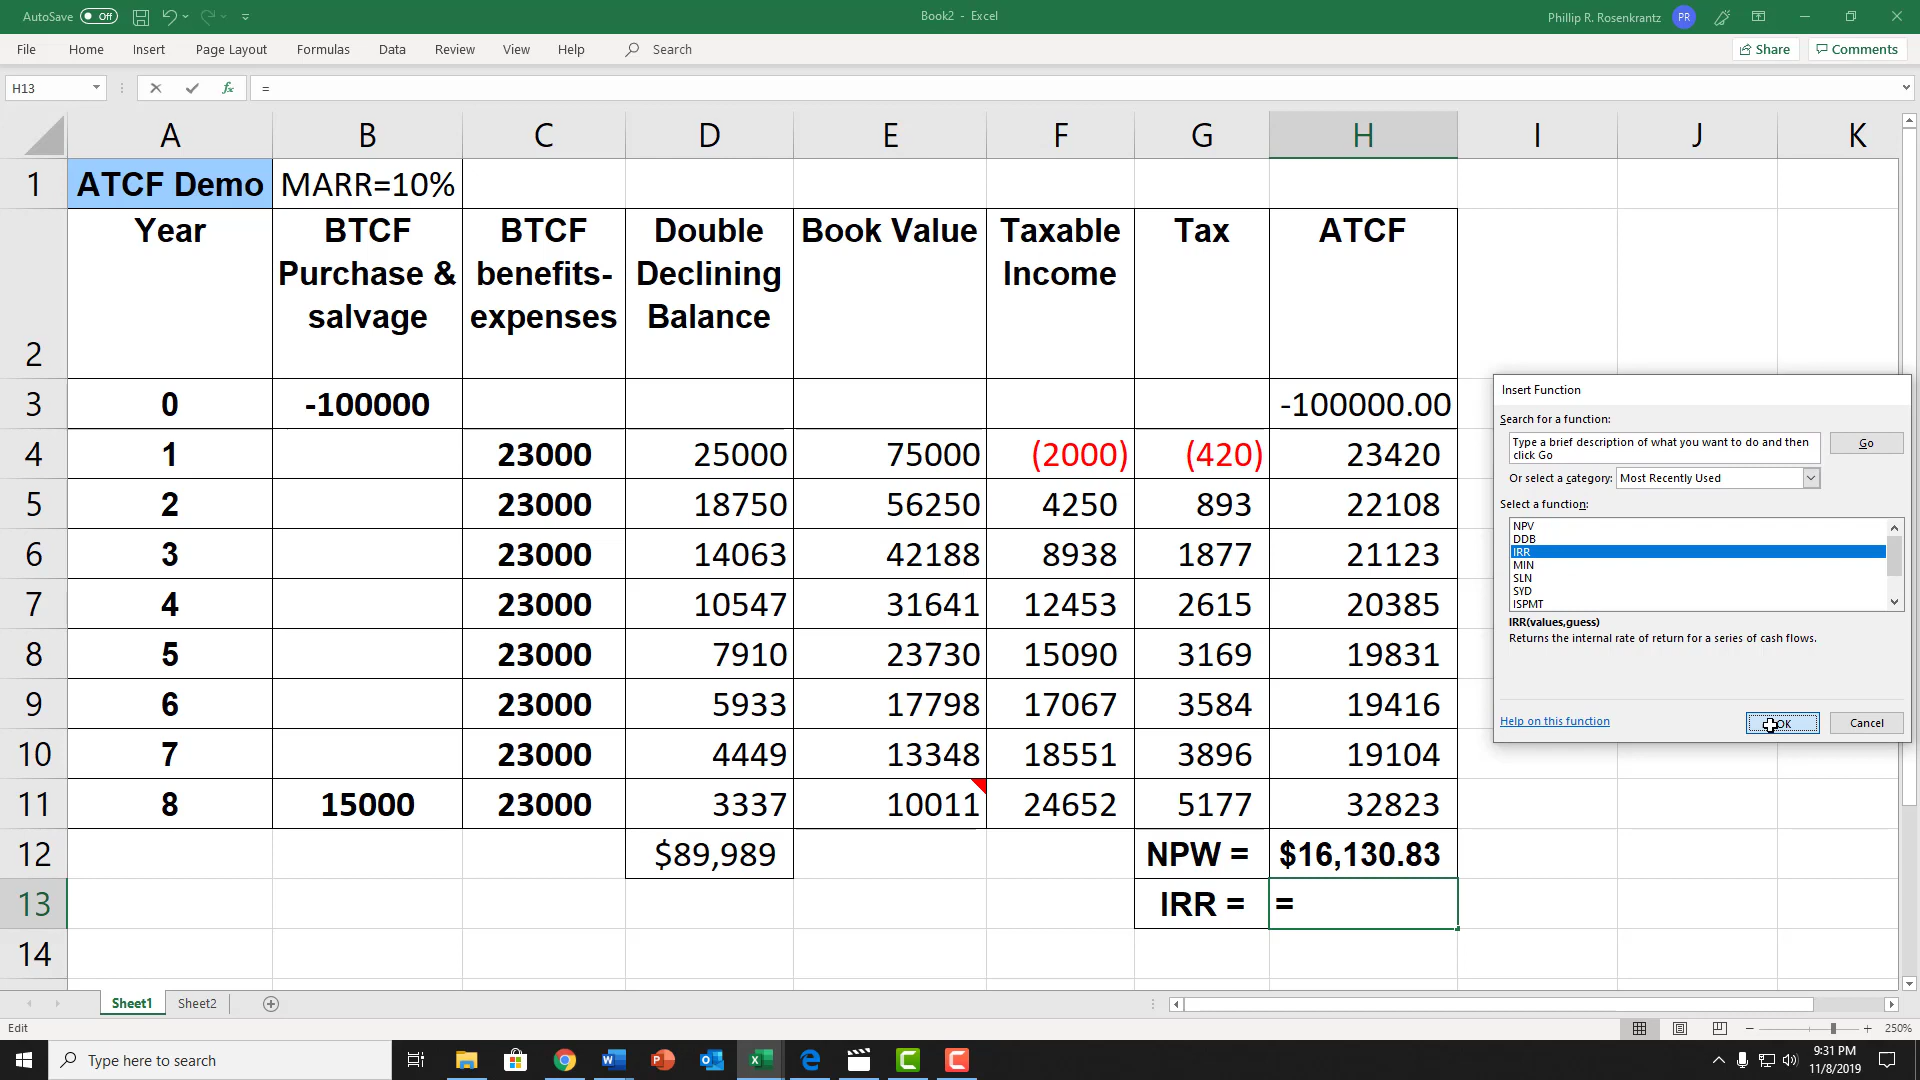 AutoSave Off
Book2 - Excel
Phillip R. Rosenkrantz PR
File Home Insert Page Layout Formulas Data Review View Help Search
Share Comments
H13 fx =
A B C D E F G H I J K
1 ATCF Demo MARR=10%
Year BTCF BTCF Double Book Value Taxable Tax ATCF
Purchase & benefits- Declining Income
salvage expenses Balance
2
3 0 -100000 -100000.00
4 1 23000 25000 75000 (2000) (420) 23420
5 2 23000 18750 56250 4250 893 22108
6 3 23000 14063 42188 8938 1877 21123
7 4 23000 10547 31641 12453 2615 20385
8 5 23000 7910 23730 15090 3169 19831
9 6 23000 5933 17798 17067 3584 19416
10 7 23000 4449 13348 18551 3896 19104
11 8 15000 23000 3337 10011 24652 5177 32823
12 $89,989 NPW = $16,130.83
13 IRR = =
14
Insert Function
Search for a function:
Type a brief description of what you want to do and then
click Go
Go
Or select a category: Most Recently Used
Select a function:
NPV
DDB
IRR
MIN
SLN
SYD
ISPMT
IRR(values,guess)
Returns the internal rate of return for a series of cash flows.
Help on this function
OK Cancel
Sheet1 Sheet2
Edit
250%
Type here to search
9:31 PM
11/8/2019